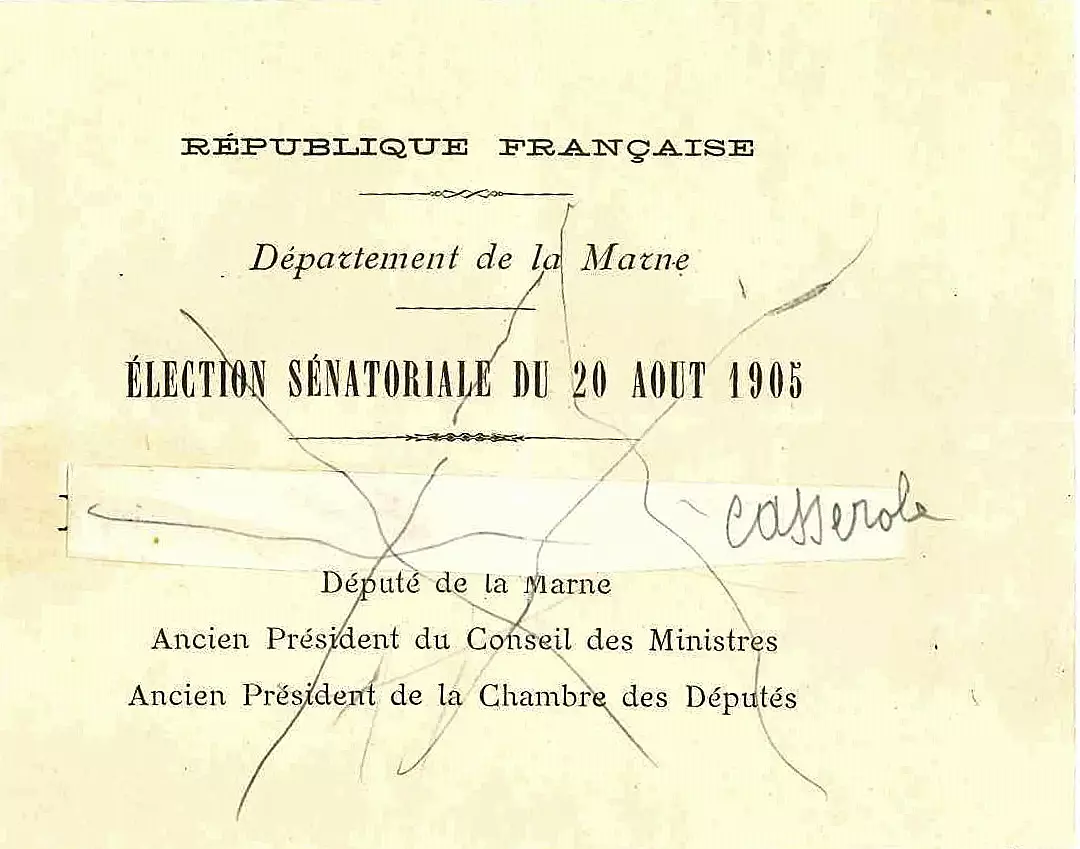 RÉPUBLIQUE FRANÇAISE
Département de la Marne
ÉLECTION SÉNATORIALE DU 20 AOUT 1905
casserole
Député de la Marne
Ancien Président du Conseil des Ministres
Ancien Président de la Chambre des Députés